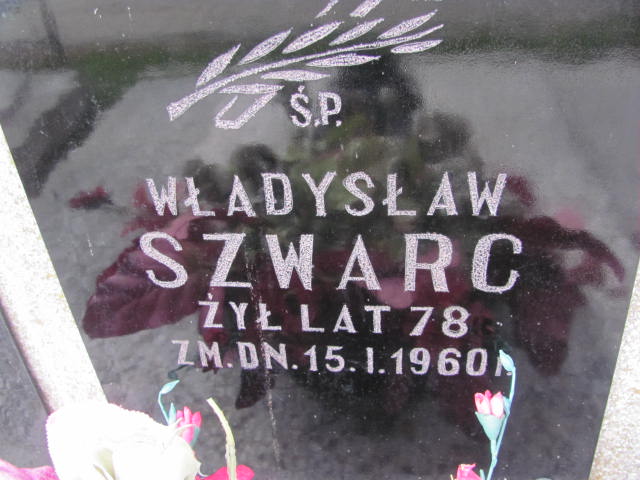 Ś.P.
WŁADYSŁAW
SZWARC
ŻYŁ LAT 78
ZM. DN. 15.I.1960 r.